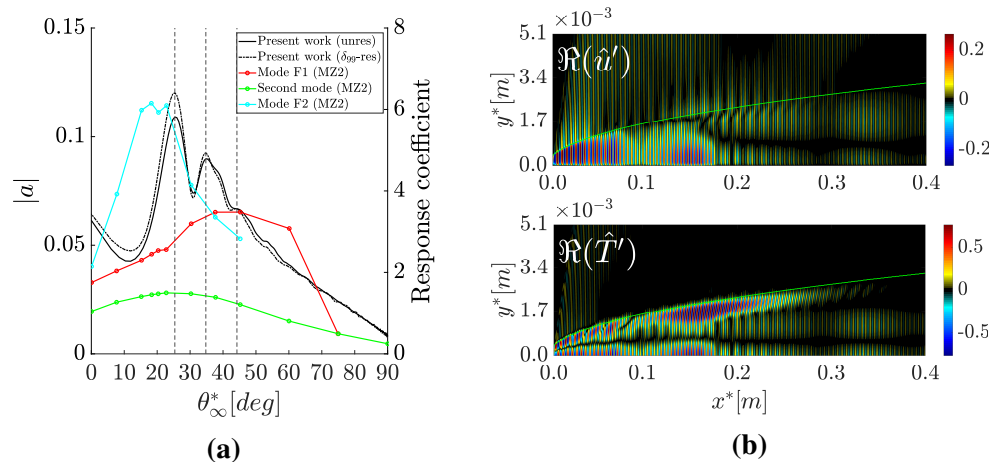 0.15
0.1
0.05
0
|a|
8
6
4
2
0
Response coefficient
Present work (unres)
Present work (δ₉₉-res)
Mode F1 (MZ2)
Second mode (MZ2)
Mode F2 (MZ2)
0 10 20 30 40 50 60 70 80 90
θ*∞[deg]
(a)
×10⁻³
5.1
3.4
1.7
0.0
y*[m]
ℜ(û′)
0.2
0
-0.2
0.0 0.1 0.2 0.3 0.4
×10⁻³
5.1
3.4
1.7
0.0
y*[m]
ℜ(T̂′)
0.5
0
-0.5
0.0 0.1 0.2 0.3 0.4
x*[m]
(b)